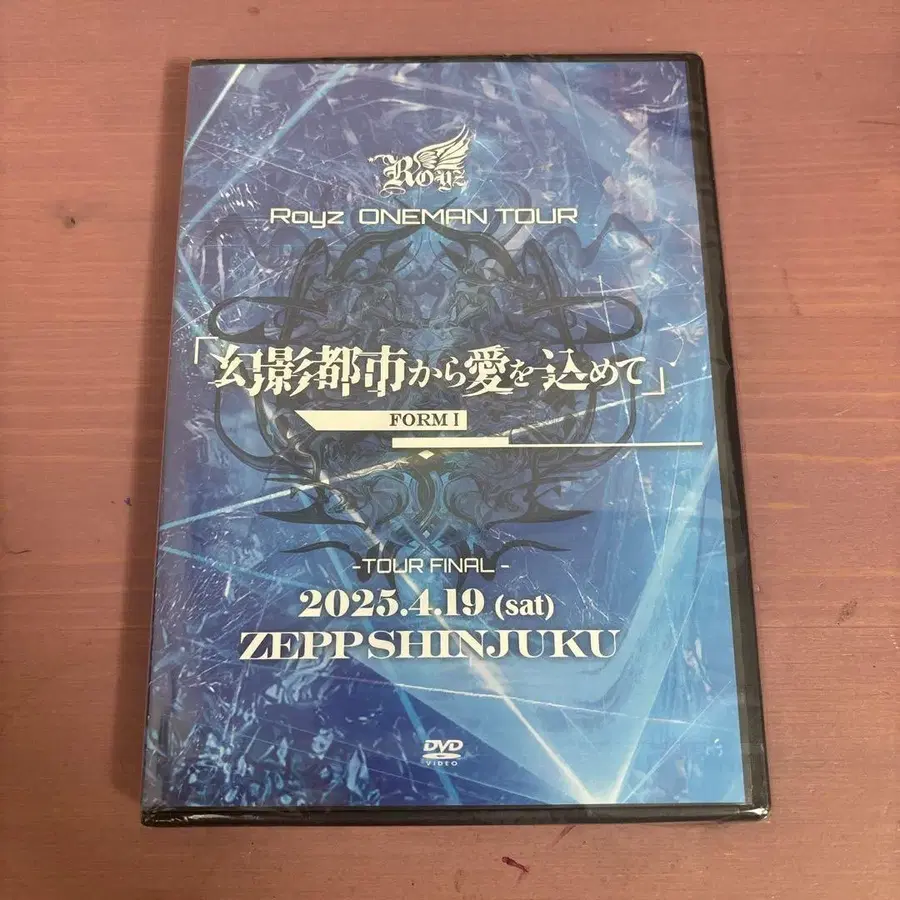 Royz
Royz ONEMAN TOUR
「幻影都市から愛を込めて」
FORM I
-TOUR FINAL-
2025.4.19 (sat)
ZEPP SHINJUKU
DVD
VIDEO